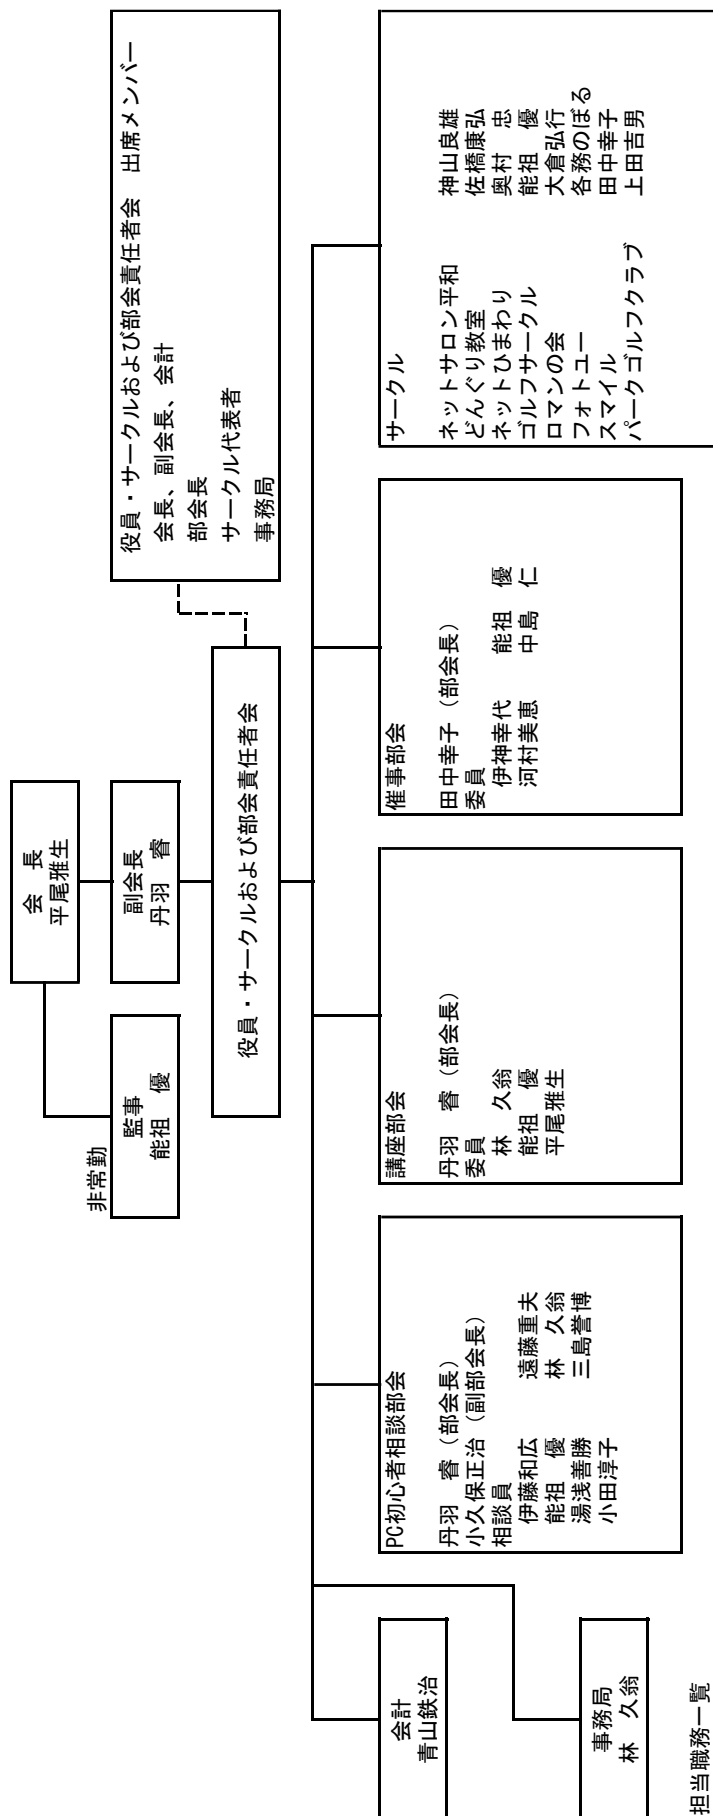 会　長
平尾雅生
非常勤
監事
能祖　優
副会長
丹羽　睿
役員・サークルおよび部会責任者会
役員・サークルおよび部会責任者会　出席メンバー
会長、副会長、会計
部会長
サークル代表者
事務局
会計
青山鉄治
事務局
林　久翁
PC初心者相談部会
丹羽　睿（部会長）
小久保正治（副部会長）
相談員
伊藤和広　遠藤重夫
能祖　優　林　久翁
湯浅善勝　三島誉博
小田淳子
講座部会
丹羽　睿（部会長）
委員
林　久翁
能祖　優
平尾雅生
催事部会
田中幸子（部会長）
委員
伊神幸代　能祖　優
河村美恵　中島　仁
サークル
ネットサロン平和　神山良雄
どんぐり教室　佐橋康弘
ネットひまわり　奥村　忠
ゴルフサークル　能祖　優
ロマンの会　大倉弘行
フォトユー　各務のぼる
スマイル　田中幸子
パークゴルフクラブ　上田吉男
担当職務一覧